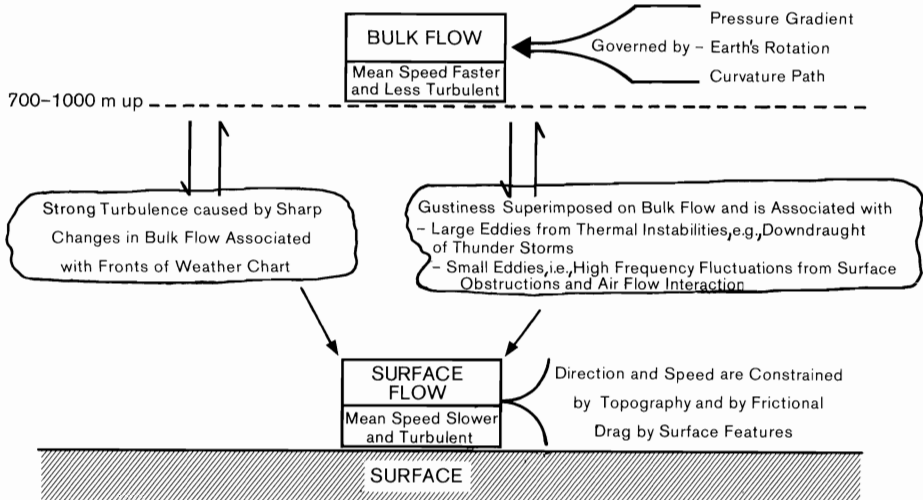 BULK FLOW
Mean Speed Faster
and Less Turbulent
Pressure Gradient
Governed by – Earth's Rotation
Curvature Path
700–1000 m up
Strong Turbulence caused by Sharp
Changes in Bulk Flow Associated
with Fronts of Weather Chart
Gustiness Superimposed on Bulk Flow and is Associated with
– Large Eddies from Thermal Instabilities,e.g.,Downdraught
of Thunder Storms
– Small Eddies,i.e.,High Frequency Fluctuations from Surface
Obstructions and Air Flow Interaction
SURFACE
FLOW
Mean Speed Slower
and Turbulent
Direction and Speed are Constrained
by Topography and by Frictional
Drag by Surface Features
SURFACE